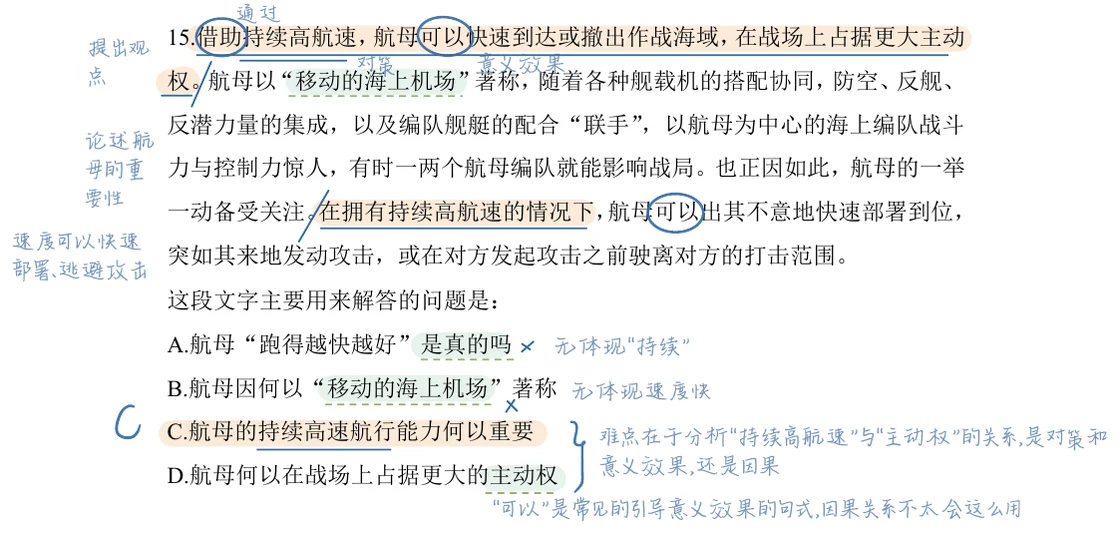 通过
15.借助持续高航速，航母可以快速到达或撤出作战海域，在战场上占据更大主动
提出观点
对策
意义效果
权。航母以“移动的海上机场”著称，随着各种舰载机的搭配协同，防空、反舰、
反潜力量的集成，以及编队舰艇的配合“联手”，以航母为中心的海上编队战斗
论述航
母的重
要性
力与控制力惊人，有时一两个航母编队就能影响战局。也正因如此，航母的一举
一动备受关注。在拥有持续高航速的情况下，航母可以出其不意地快速部署到位，
速度可以快速
部署、逃避攻击
突如其来地发动攻击，或在对方发起攻击之前驶离对方的打击范围。
这段文字主要用来解答的问题是：
A.航母“跑得越快越好”是真的吗 × 无体现“持续”
B.航母因何以“移动的海上机场”著称 × 无体现速度快
C
C.航母的持续高速航行能力何以重要
D.航母何以在战场上占据更大的主动权
难点在于分析“持续高航速”与“主动权”的关系,是对策和
意义效果,还是因果
“可以”是常见的引导意义效果的句式,因果关系不太会这么用